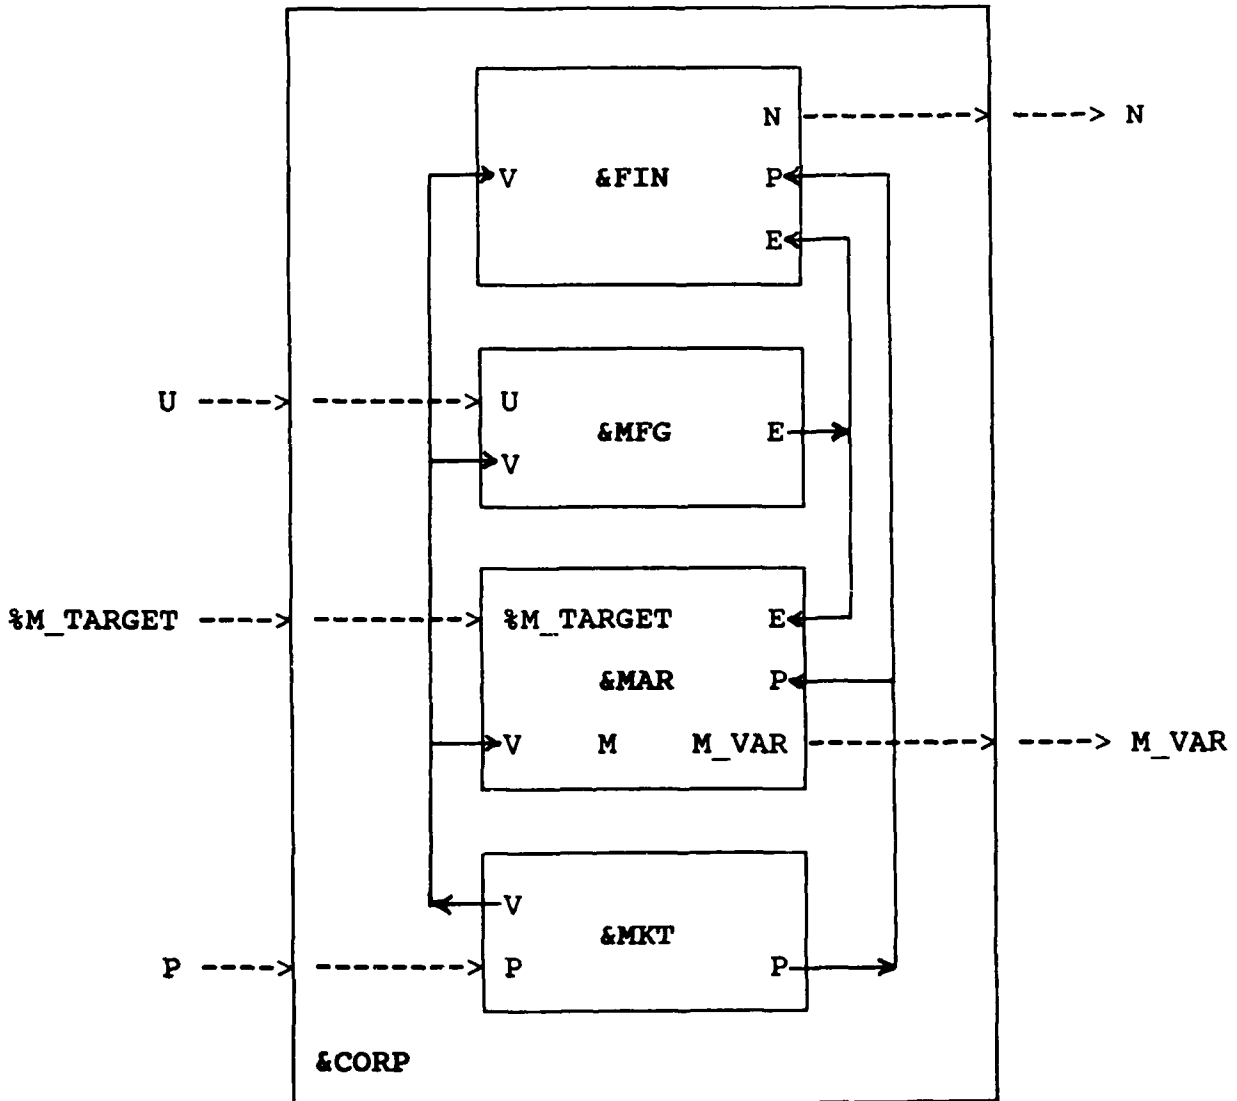 N N
V &FIN P
E
U U
&MFG E
V
%M_TARGET %M_TARGET E
&MAR P
V M M_VAR M_VAR
V
&MKT
P P P
&CORP